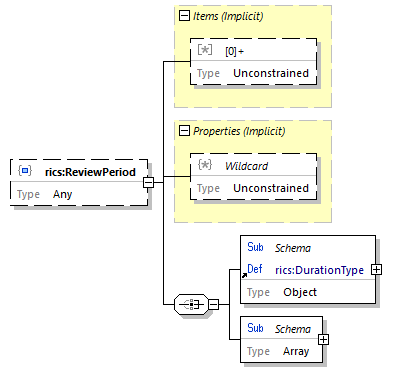 Items (Implicit)
[*] [0]+
Type Unconstrained
Properties (Implicit)
{*} Wildcard
Type Unconstrained
rics:ReviewPeriod
Type Any
Sub Schema
Def rics:DurationType
Type Object
Sub Schema
Type Array